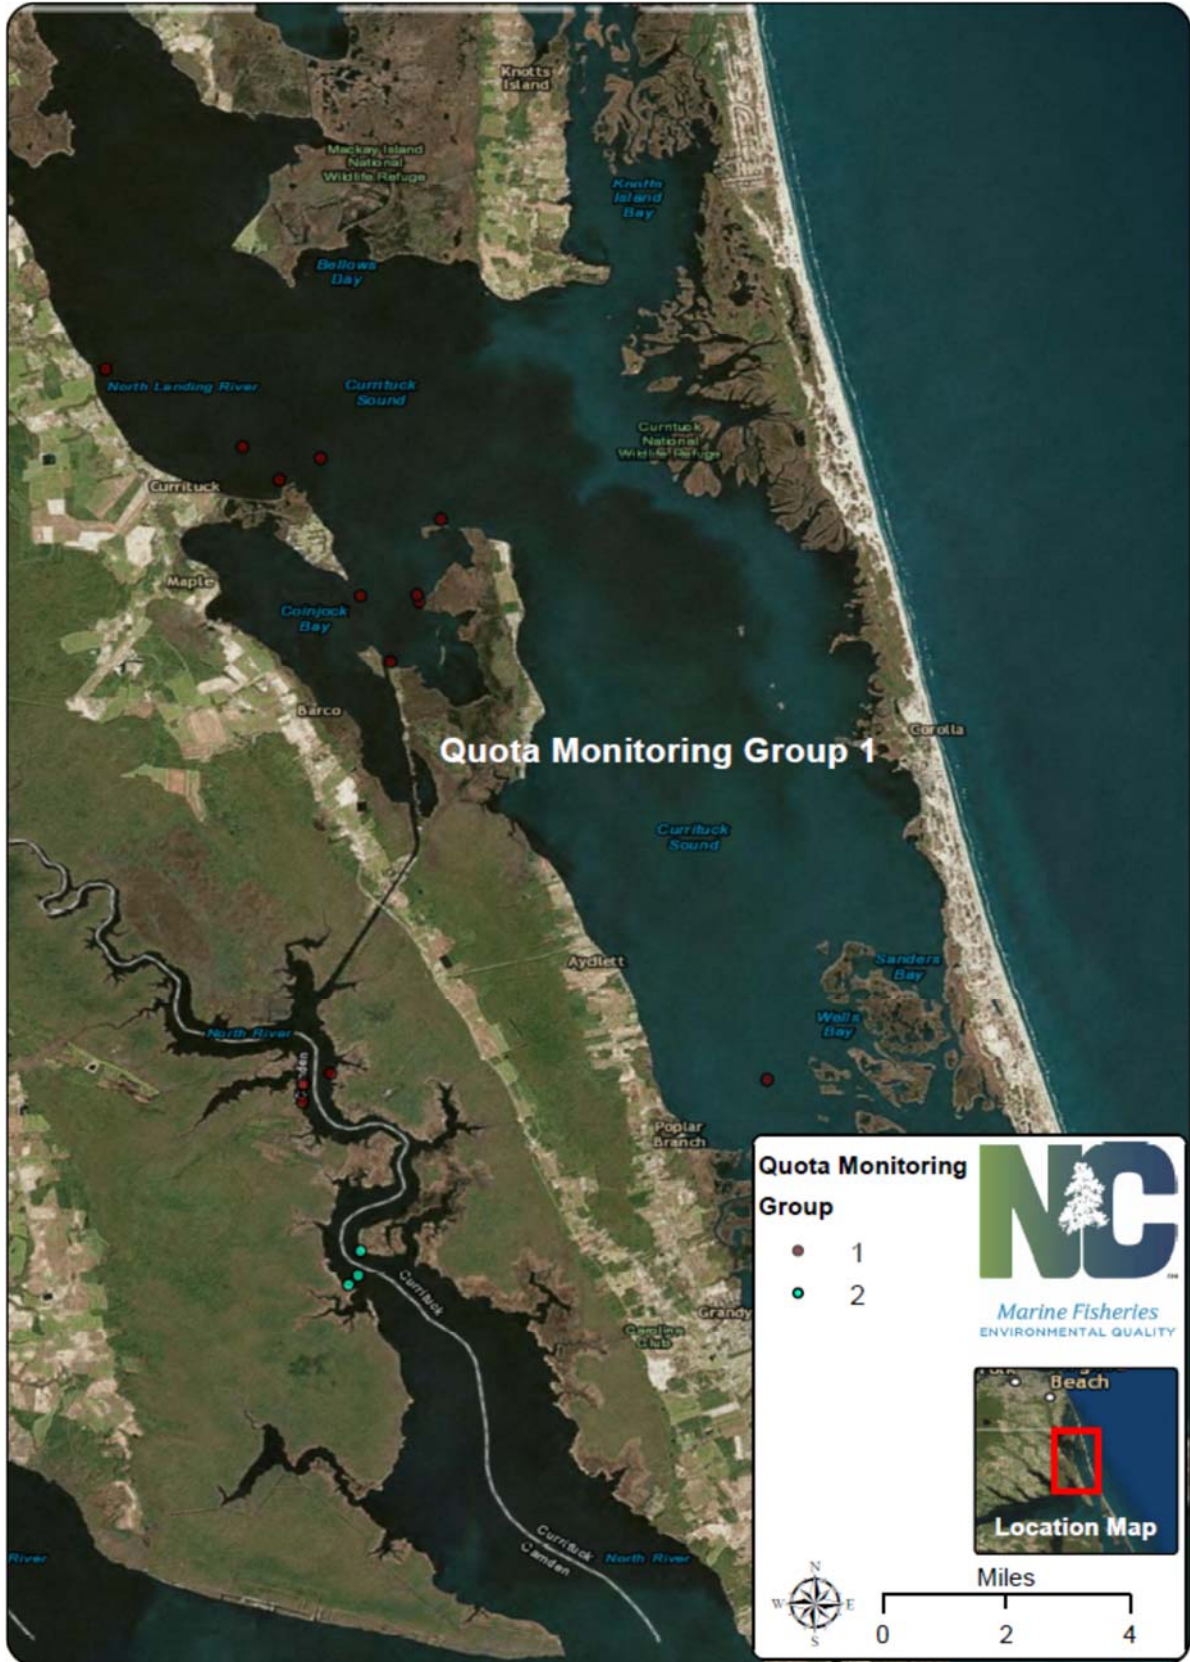 Knotts
Island
Mackay Island
National
Wildlife Refuge
Knotts
Island
Bay
Bellows
Bay
North Landing River
Currituck
Sound
Currituck
National
Wildlife Refuge
Currituck
Maple
Coinjock
Bay
Barco
Corolla
Quota Monitoring Group 1
Currituck
Sound
Aydlett
Sanders
Bay
Wells
Bay
North River
Camden
Poplar
Branch
Currituck
Grandy
Carolina
Club
Currituck
Camden
North River
River
Quota Monitoring
Group
1
2
NC
Marine Fisheries
ENVIRONMENTAL QUALITY
Beach
Location Map
N
W
E
S
Miles
0 2 4